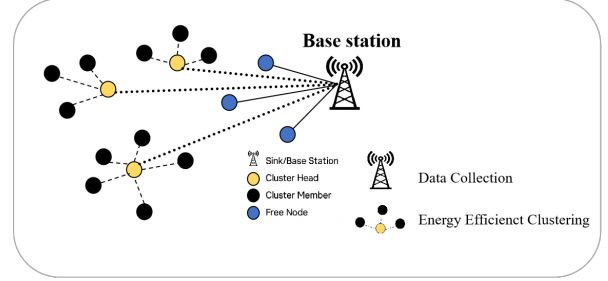 Base station
Sink/Base Station
Cluster Head
Cluster Member
Free Node
Data Collection
Energy Efficienct Clustering